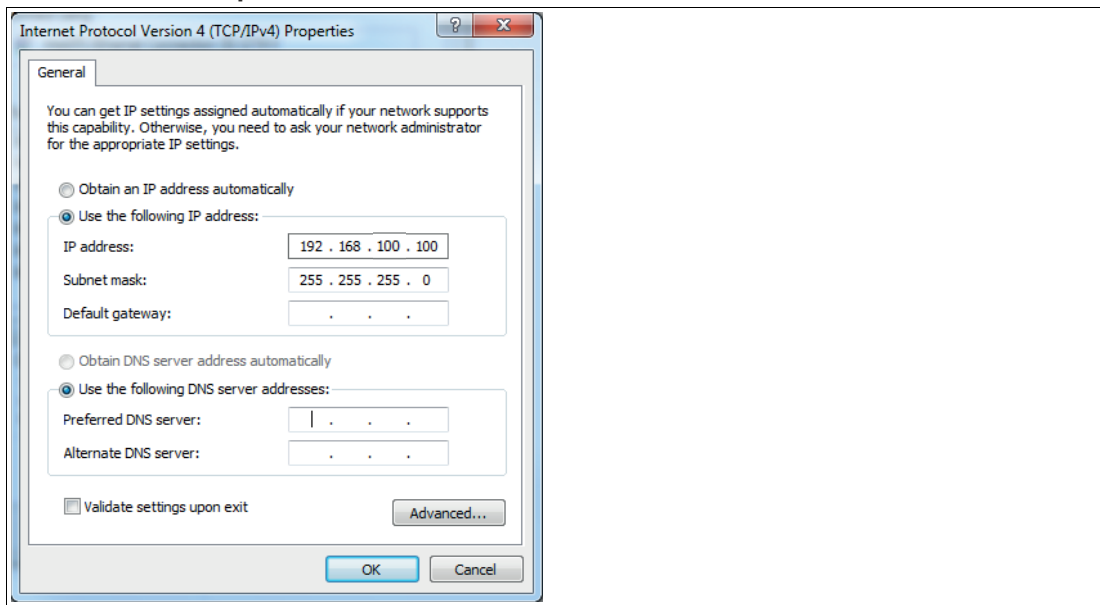 Internet Protocol Version 4 (TCP/IPv4) Properties
General
You can get IP settings assigned automatically if your network supports
this capability. Otherwise, you need to ask your network administrator
for the appropriate IP settings.
Obtain an IP address automatically
Use the following IP address:
IP address: 192 . 168 . 100 . 100
Subnet mask: 255 . 255 . 255 . 0
Default gateway: . . .
Obtain DNS server address automatically
Use the following DNS server addresses:
Preferred DNS server: . . .
Alternate DNS server: . . .
Validate settings upon exit
Advanced...
OK Cancel